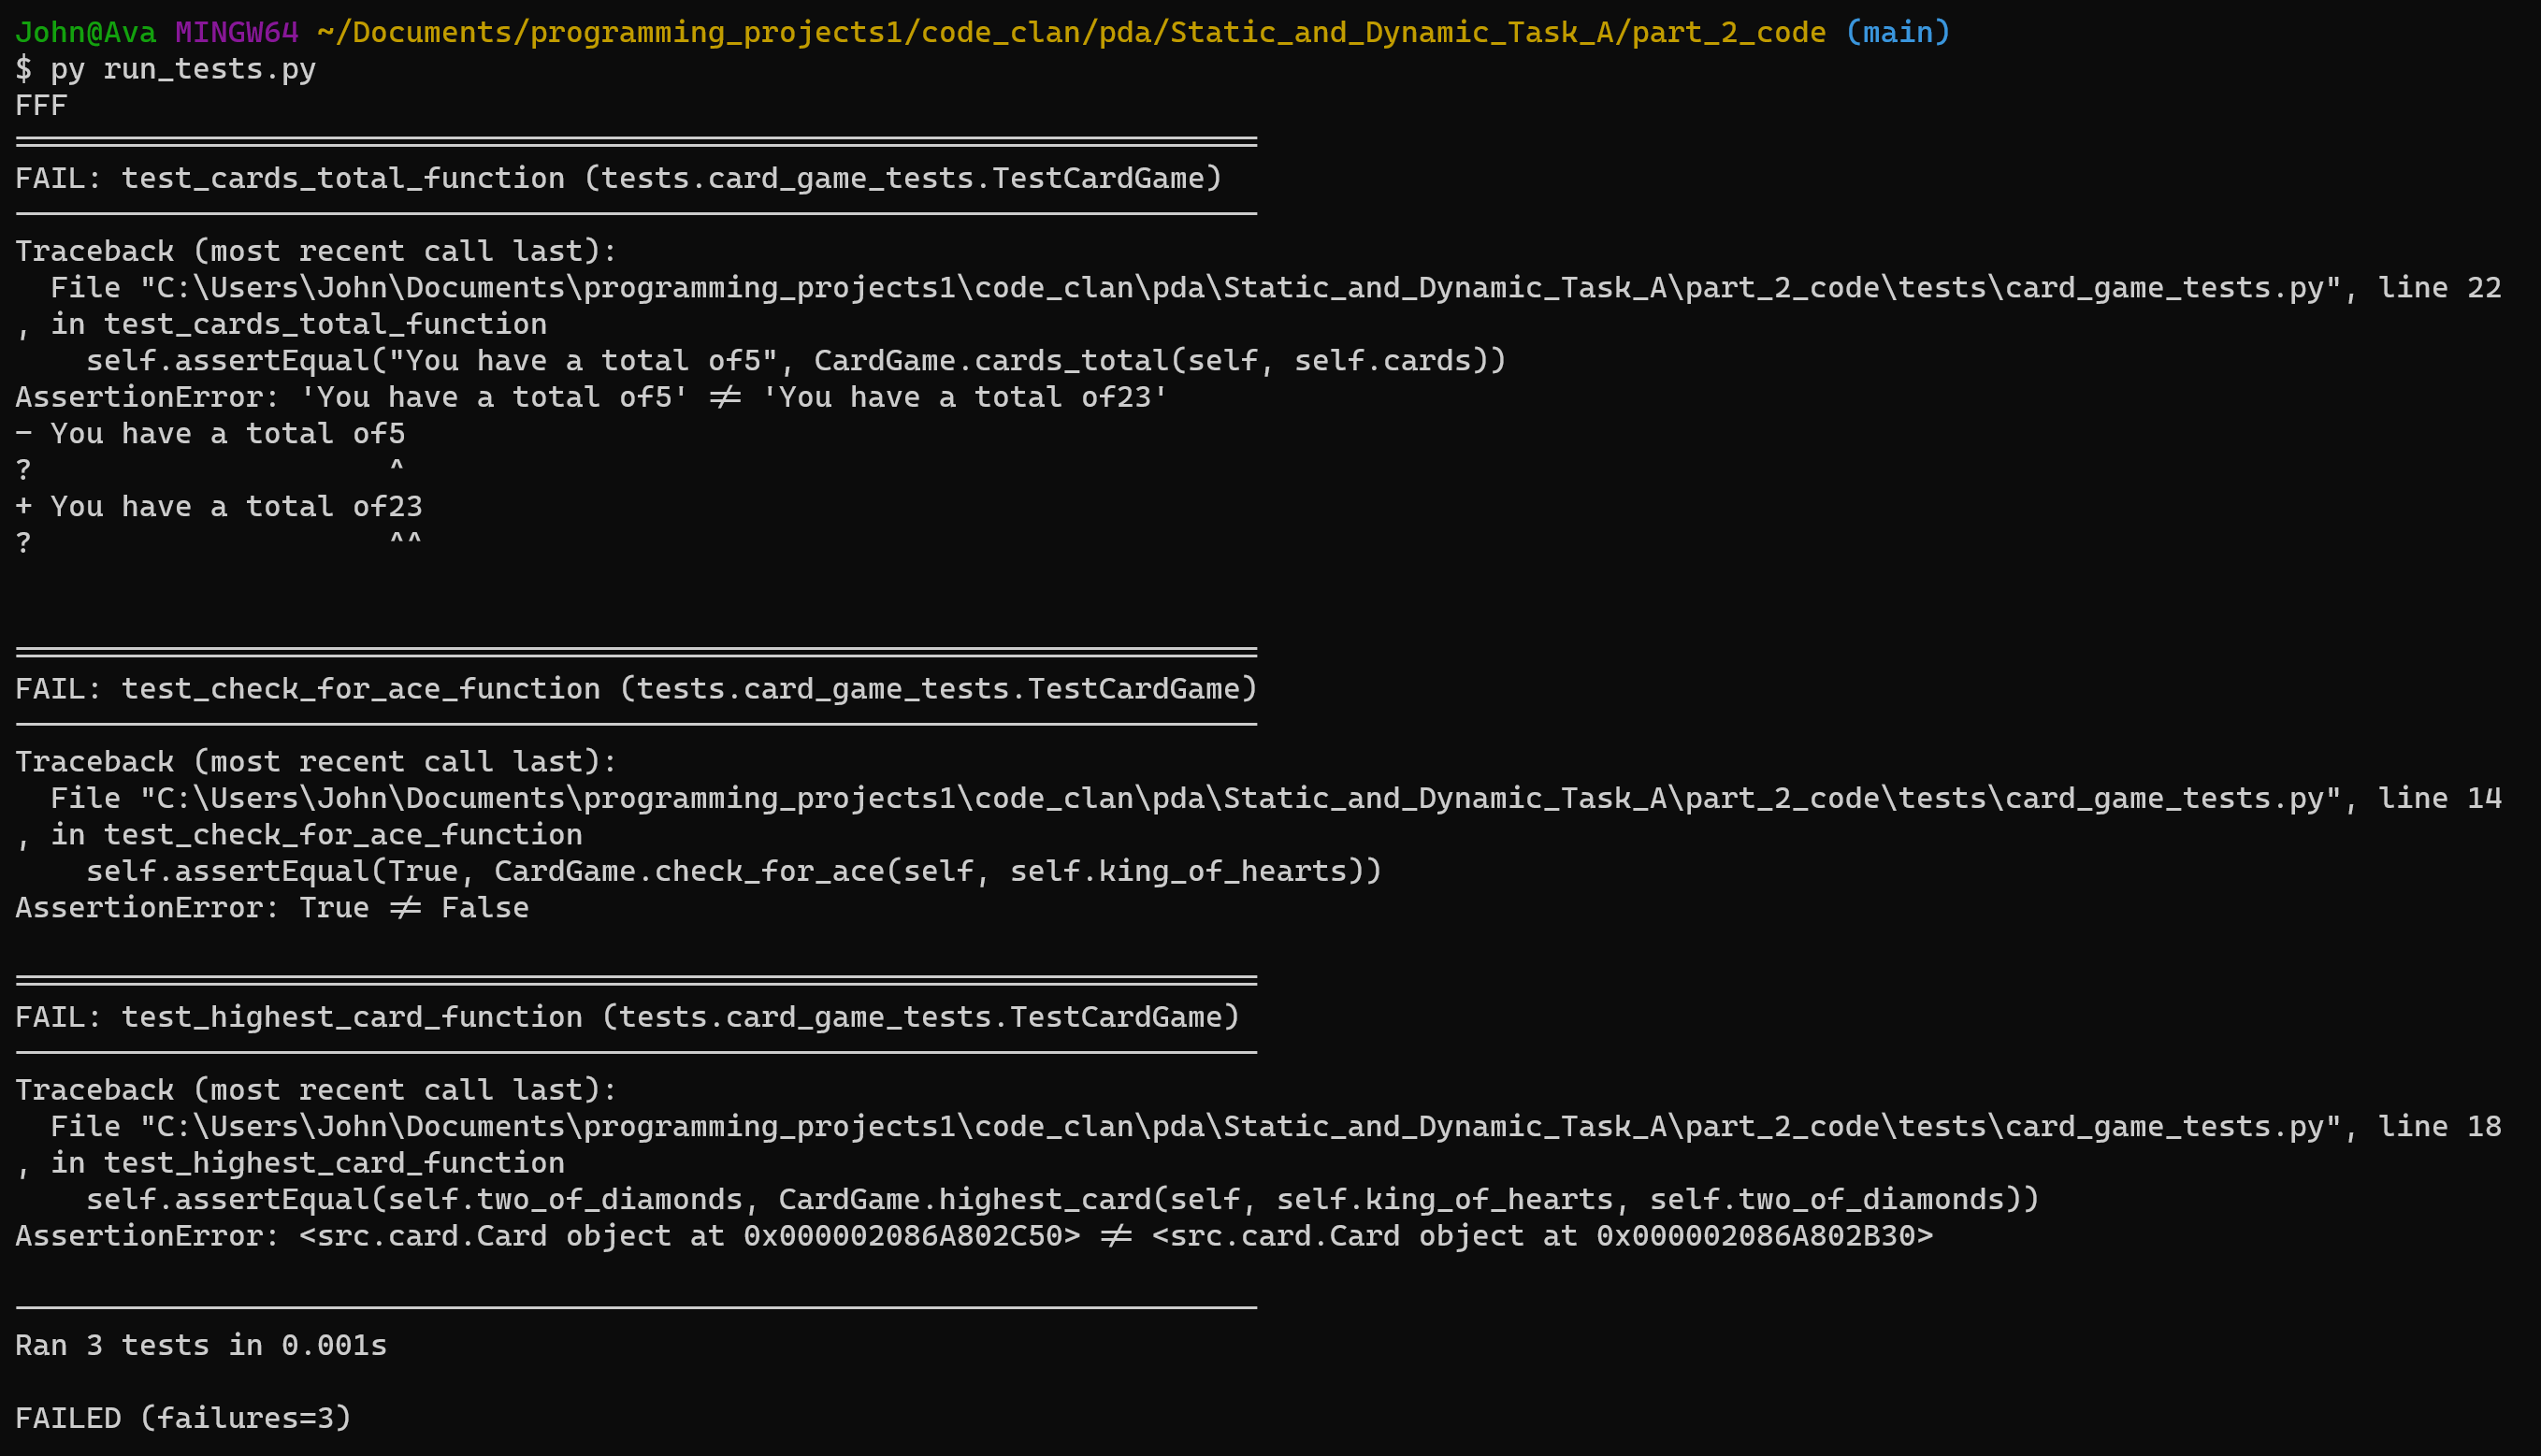 John@Ava MINGW64 ~/Documents/programming_projects1/code_clan/pda/Static_and_Dynamic_Task_A/part_2_code (main)
$ py run_tests.py
FFF
======================================================================
FAIL: test_cards_total_function (tests.card_game_tests.TestCardGame)
----------------------------------------------------------------------
Traceback (most recent call last):
  File "C:\Users\John\Documents\programming_projects1\code_clan\pda\Static_and_Dynamic_Task_A\part_2_code\tests\card_game_tests.py", line 22
, in test_cards_total_function
    self.assertEqual("You have a total of5", CardGame.cards_total(self, self.cards))
AssertionError: 'You have a total of5' != 'You have a total of23'
- You have a total of5
?                    ^
+ You have a total of23
?                    ^^
======================================================================
FAIL: test_check_for_ace_function (tests.card_game_tests.TestCardGame)
----------------------------------------------------------------------
Traceback (most recent call last):
  File "C:\Users\John\Documents\programming_projects1\code_clan\pda\Static_and_Dynamic_Task_A\part_2_code\tests\card_game_tests.py", line 14
, in test_check_for_ace_function
    self.assertEqual(True, CardGame.check_for_ace(self, self.king_of_hearts))
AssertionError: True != False
======================================================================
FAIL: test_highest_card_function (tests.card_game_tests.TestCardGame)
----------------------------------------------------------------------
Traceback (most recent call last):
  File "C:\Users\John\Documents\programming_projects1\code_clan\pda\Static_and_Dynamic_Task_A\part_2_code\tests\card_game_tests.py", line 18
, in test_highest_card_function
    self.assertEqual(self.two_of_diamonds, CardGame.highest_card(self, self.king_of_hearts, self.two_of_diamonds))
AssertionError: <src.card.Card object at 0x000002086A802C50> != <src.card.Card object at 0x000002086A802B30>
----------------------------------------------------------------------
Ran 3 tests in 0.001s
FAILED (failures=3)